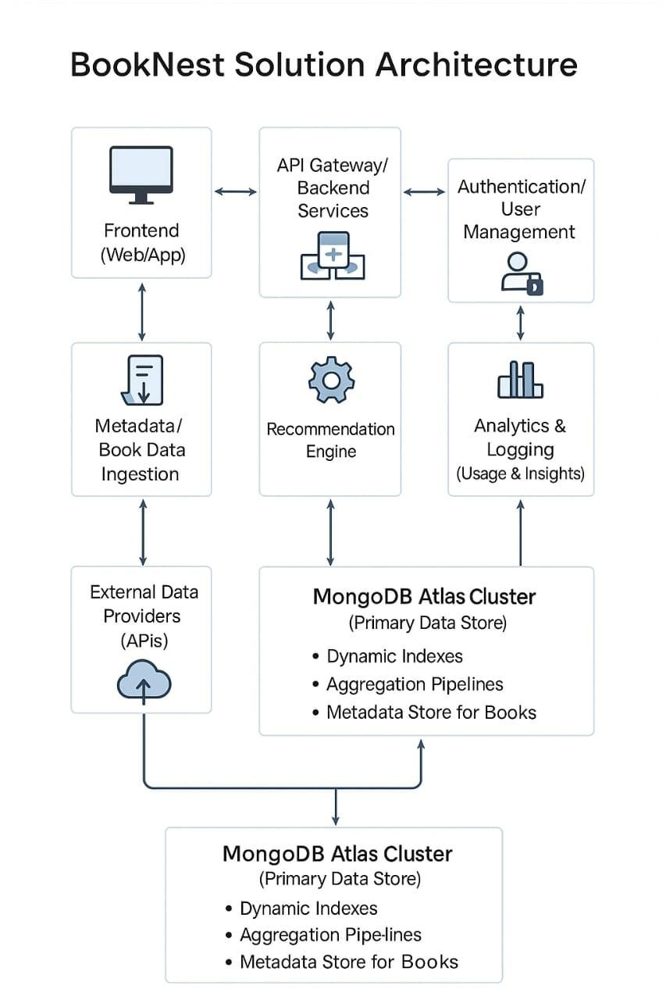 BookNest Solution Architecture
Frontend
(Web/App)
API Gateway/
Backend
Services
Authentication/
User
Management
Metadata/
Book Data
Ingestion
Recommendation
Engine
Analytics &
Logging
(Usage & Insights)
External Data
Providers
(APis)
MongoDB Atlas Cluster
(Primary Data Store)
• Dynamic Indexes
• Aggregation Pipelines
• Metadata Store for Books
MongoDB Atlas Cluster
(Primary Data Store)
• Dynamic Indexes
• Aggregation Pipe-lines
• Metadata Store for Books